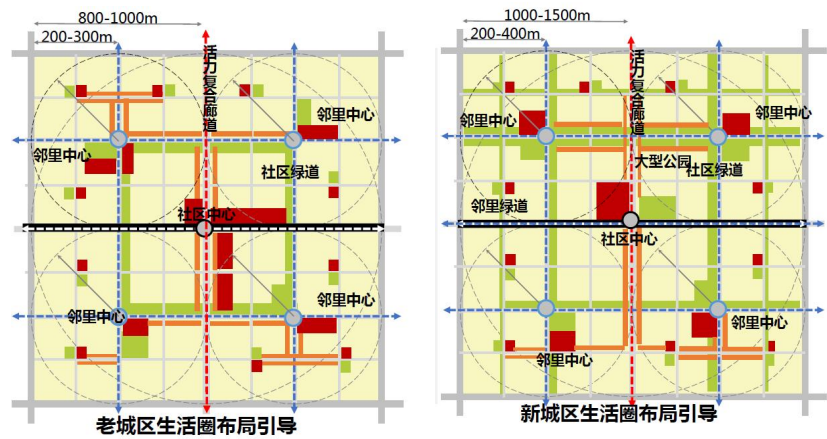 800-1000m
200-300m
活力复合廊道
邻里中心
邻里中心
社区绿道
社区中心
邻里中心
邻里中心
老城区生活圈布局引导
1000-1500m
200-400m
活力复合廊道
邻里中心
邻里中心
大型公园
社区绿道
邻里绿道
社区中心
邻里中心
邻里中心
新城区生活圈布局引导